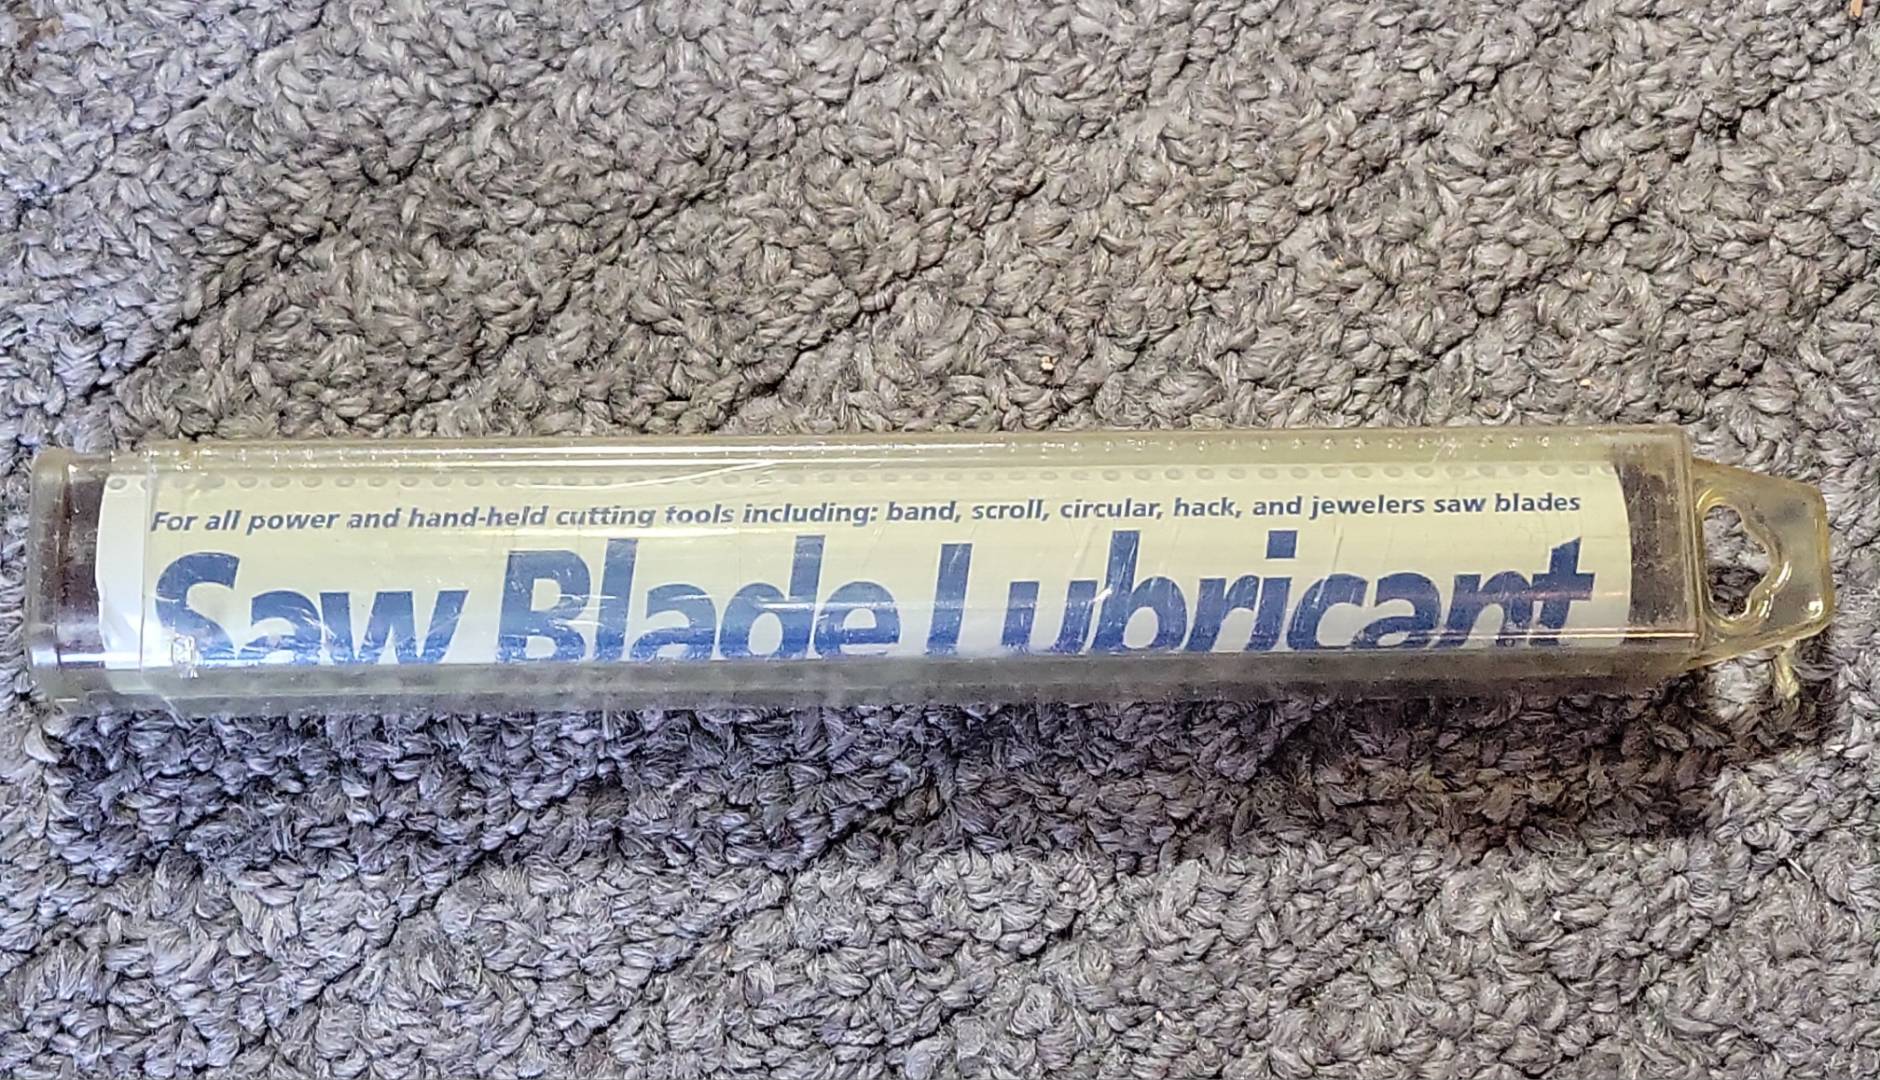 For all power and hand-held cutting tools including: band, scroll, circular, hack, and jewelers saw blades
Saw Blade Lubricant